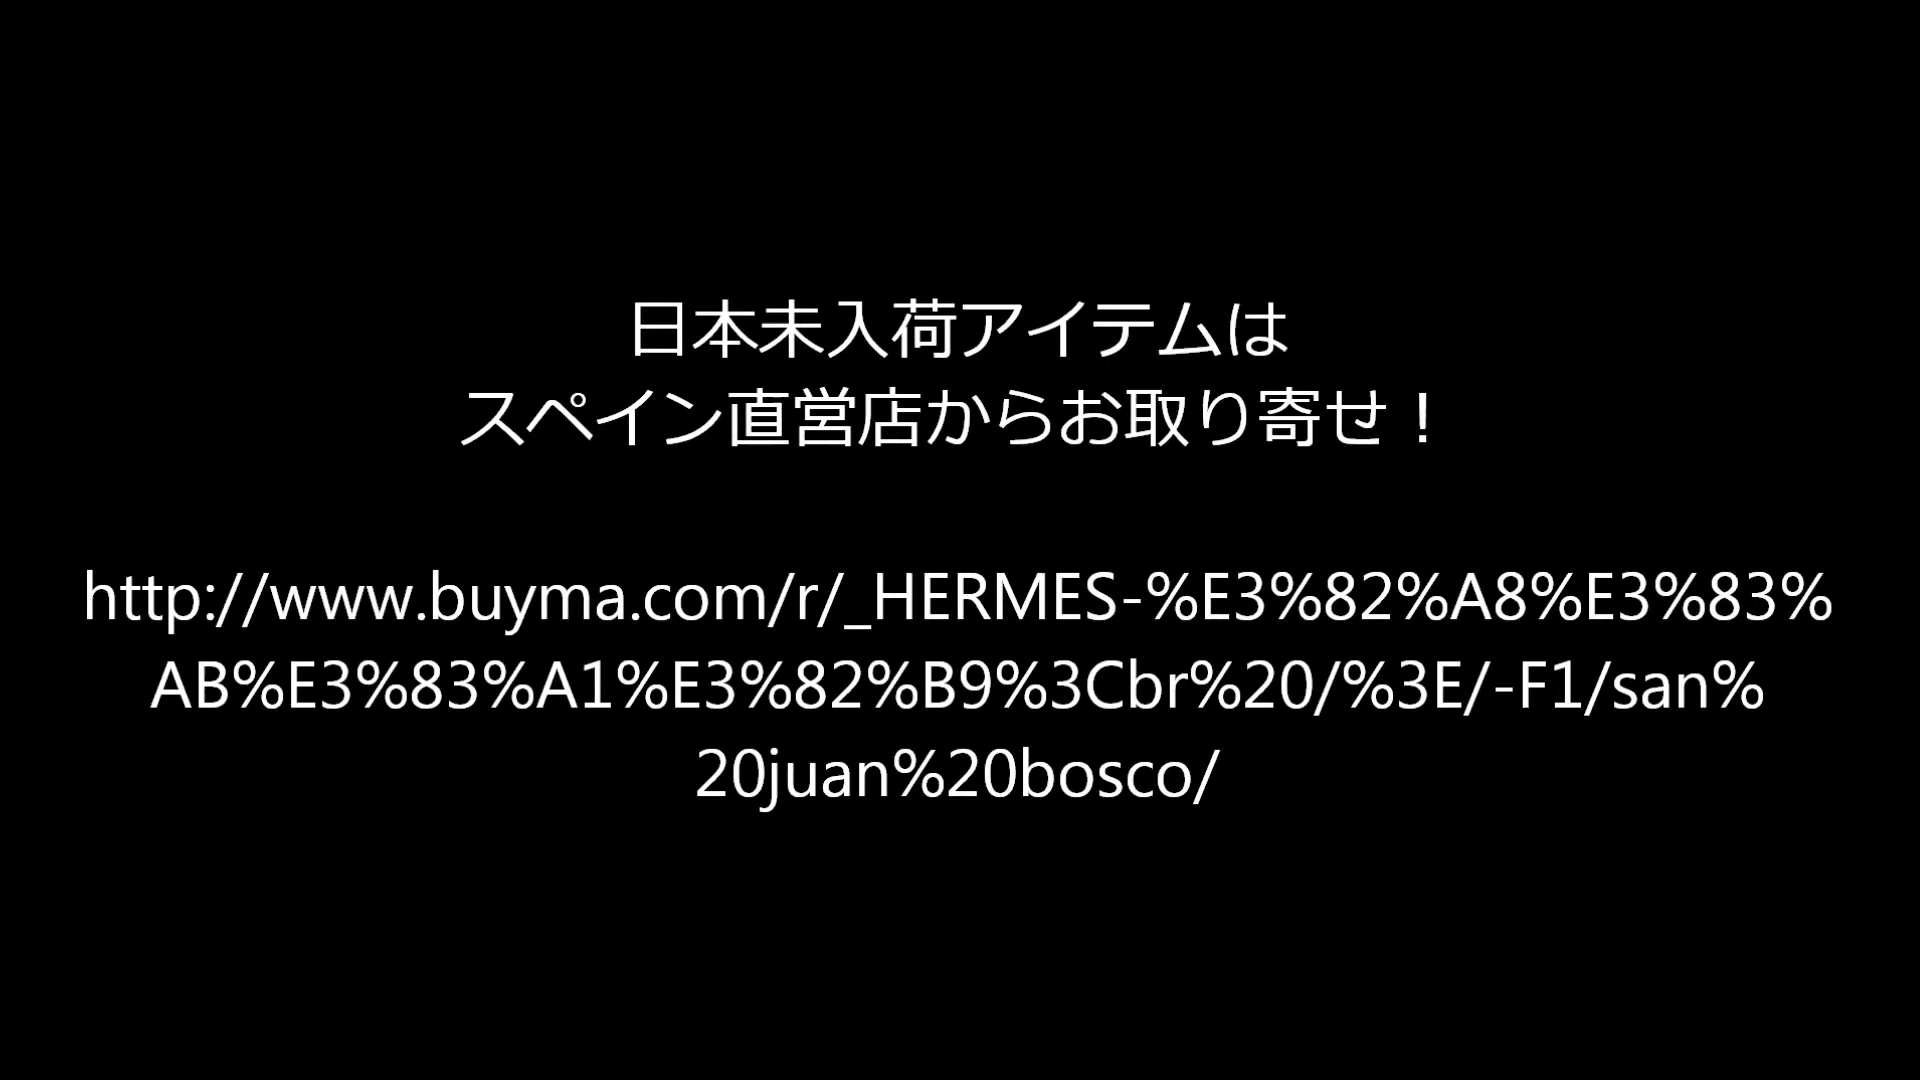 日本未入荷アイテムは
スペイン直営店からお取り寄せ！
http://www.buyma.com/r/_HERMES-%E3%82%A8%E3%83%
AB%E3%83%A1%E3%82%B9%3Cbr%20/%3E/-F1/san%
20juan%20bosco/